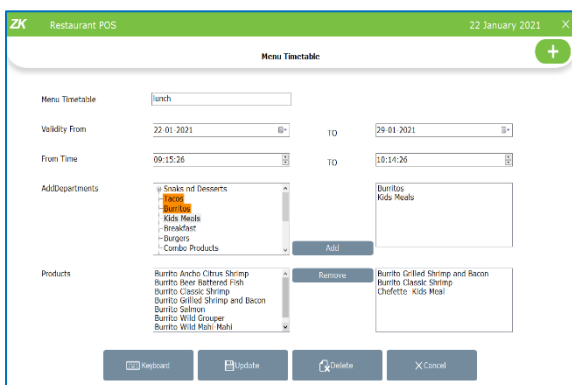 ZK Restaurant POS 22 January 2021 X
Menu Timetable
Menu Timetable lunch
Validity From 22-01-2021 TO 29-01-2021
From Time 09:15:26 TO 10:14:26
AddDepartments
Snaks nd Desserts
Tacos
Burritos
Kids Meals
Breakfast
Burgers
Combo Products
Burritos
Kids Meals
Add
Products
Burrito Ancho Citrus Shrimp
Burrito Beer Battered Fish
Burrito Classic Shrimp
Burrito Grilled Shrimp and Bacon
Burrito Salmon
Burrito Wild Grouper
Burrito Wild Mahi-Mahi
Remove
Burrito Grilled Shrimp and Bacon
Burrito Classic Shrimp
Chefette Kids Meal
Keyboard Update Delete X Cancel